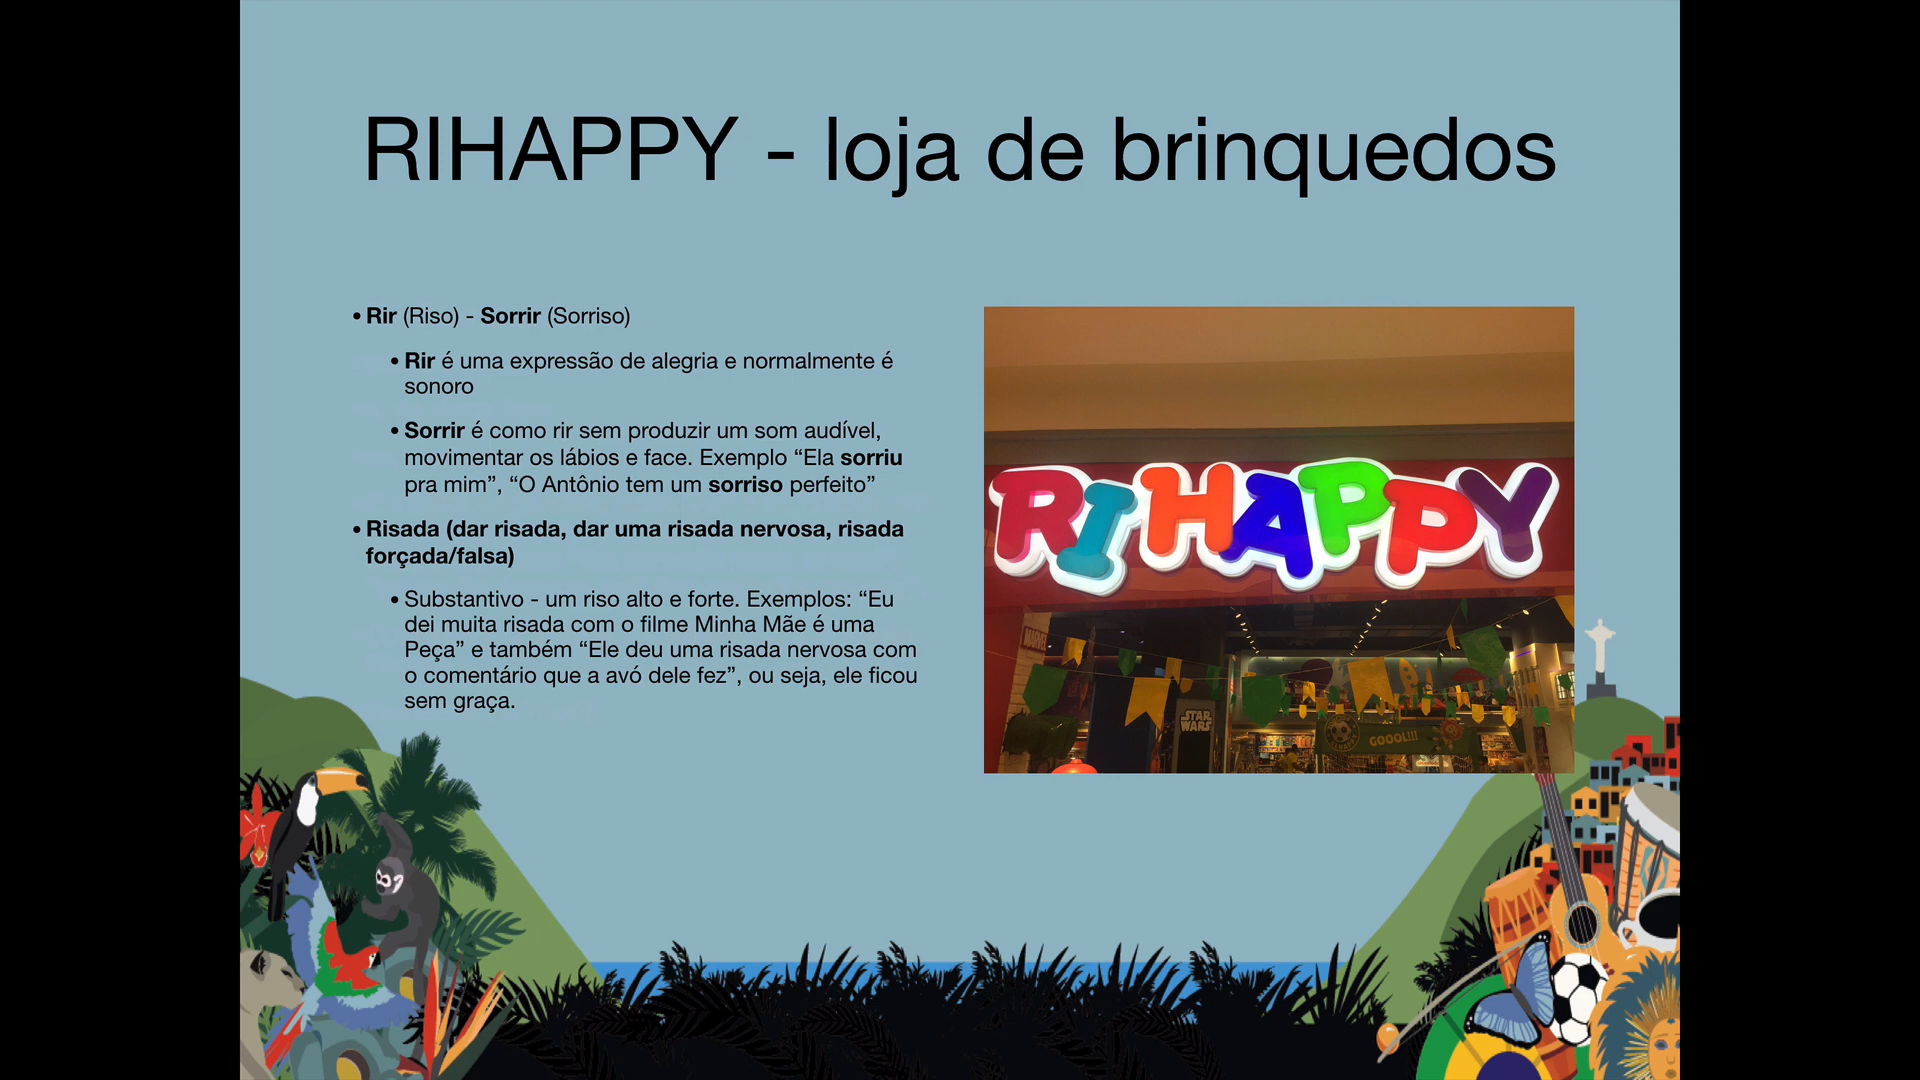 RIHAPPY - loja de brinquedos
• Rir (Riso) - Sorrir (Sorriso)
• Rir é uma expressão de alegria e normalmente é
sonoro
• Sorrir é como rir sem produzir um som audível,
movimentar os lábios e face. Exemplo “Ela sorriu
pra mim”, “O Antônio tem um sorriso perfeito”
• Risada (dar risada, dar uma risada nervosa, risada
forçada/falsa)
• Substantivo - um riso alto e forte. Exemplos: “Eu
dei muita risada com o filme Minha Mãe é uma
Peça” e também “Ele deu uma risada nervosa com
o comentário que a avó dele fez”, ou seja, ele ficou
sem graça.
RIHAPPY
MARVEL
STAR
WARS
GOOOL!!!